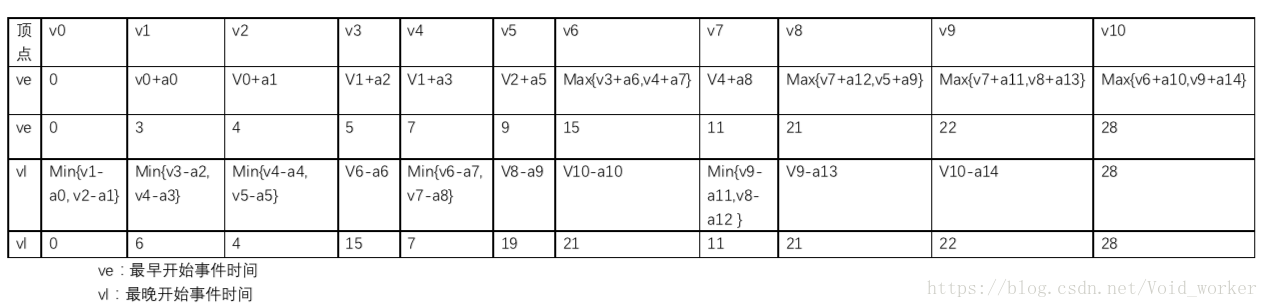 顶点 v0 v1 v2 v3 v4 v5 v6 v7 v8 v9 v10
ve 0 v0+a0 V0+a1 V1+a2 V1+a3 V2+a5 Max{v3+a6,v4+a7} V4+a8 Max{v7+a12,v5+a9} Max{v7+a11,v8+a13} Max{v6+a10,v9+a14}
ve 0 3 4 5 7 9 15 11 21 22 28
vl Min{v1-a0, v2-a1} Min{v3-a2, v4-a3} Min{v4-a4, v5-a5} V6-a6 Min{v6-a7, v7-a8} V8-a9 V10-a10 Min{v9-a11,v8-a12 } V9-a13 V10-a14 28
vl 0 6 4 15 7 19 21 11 21 22 28
ve：最早开始事件时间
vl：最晚开始事件时间
https://blog.csdn.net/Void_worker